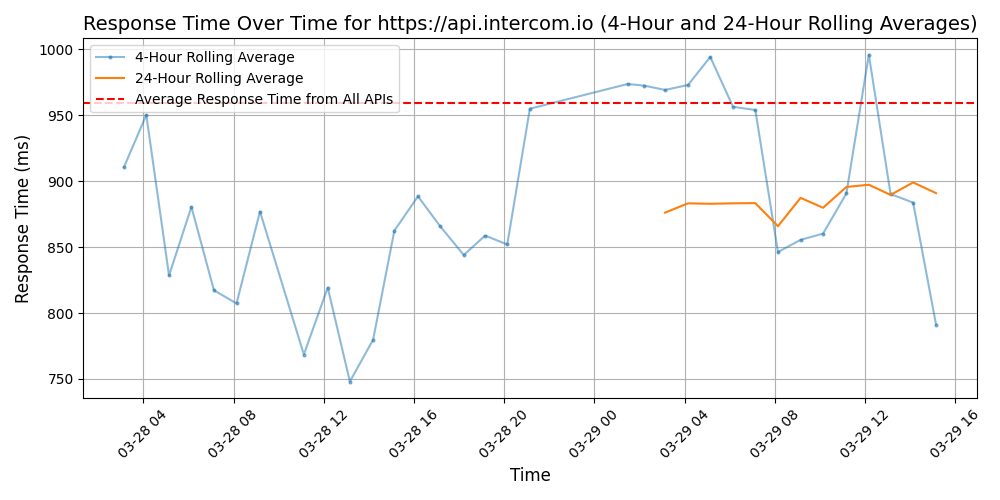 Response Time Over Time for https://api.intercom.io (4-Hour and 24-Hour Rolling Averages)
4-Hour Rolling Average
24-Hour Rolling Average
Average Response Time from All APIs
Response Time (ms)
1000
950
900
850
800
750
03-28 04
03-28 08
03-28 12
03-28 16
03-28 20
03-29 00
03-29 04
03-29 08
03-29 12
03-29 16
Time